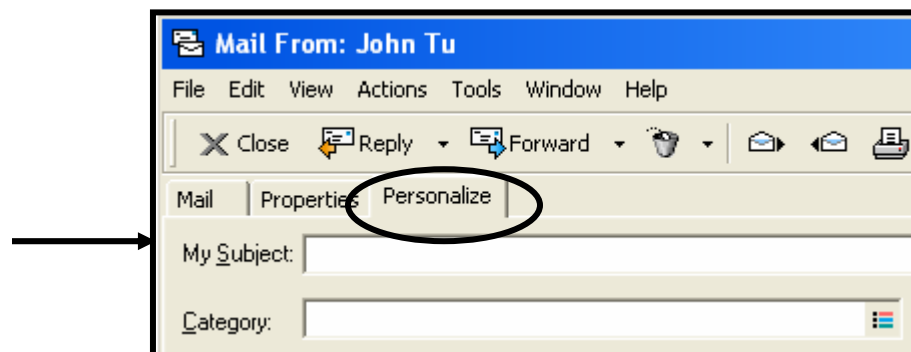 Mail From: John Tu
File Edit View Actions Tools Window Help
Close Reply Forward
Mail Properties Personalize
My Subject:
Category: